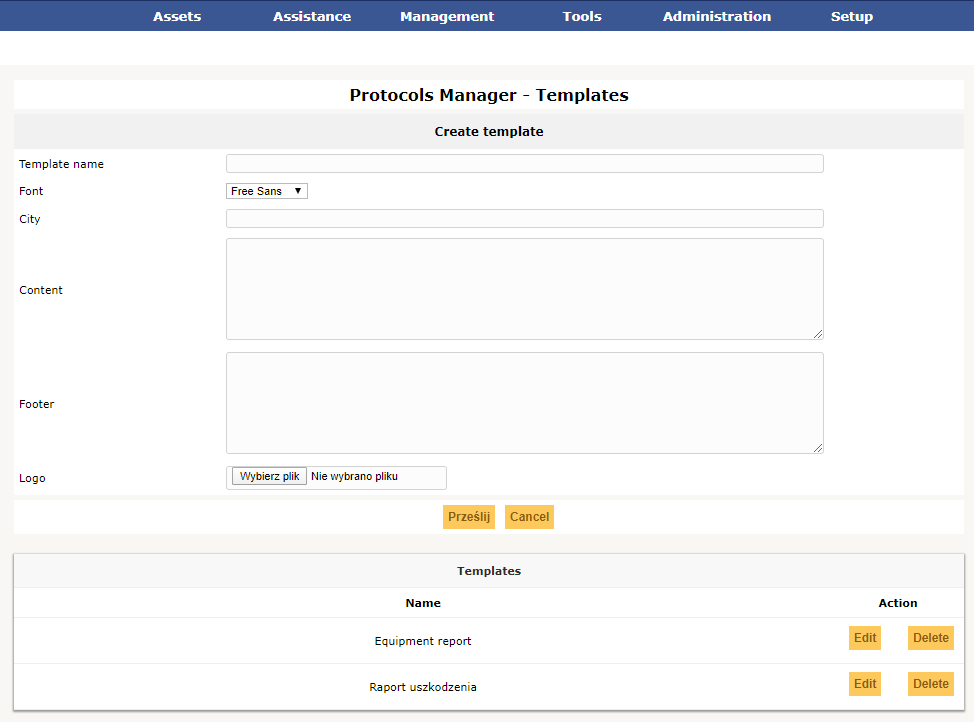 Assets Assistance Management Tools Administration Setup
Protocols Manager - Templates
Create template
Template name
Font Free Sans ▼
City
Content
Footer
Logo Wybierz plik Nie wybrano pliku
Prześlij Cancel
Templates
Name Action
Equipment report Edit Delete
Raport uszkodzenia Edit Delete